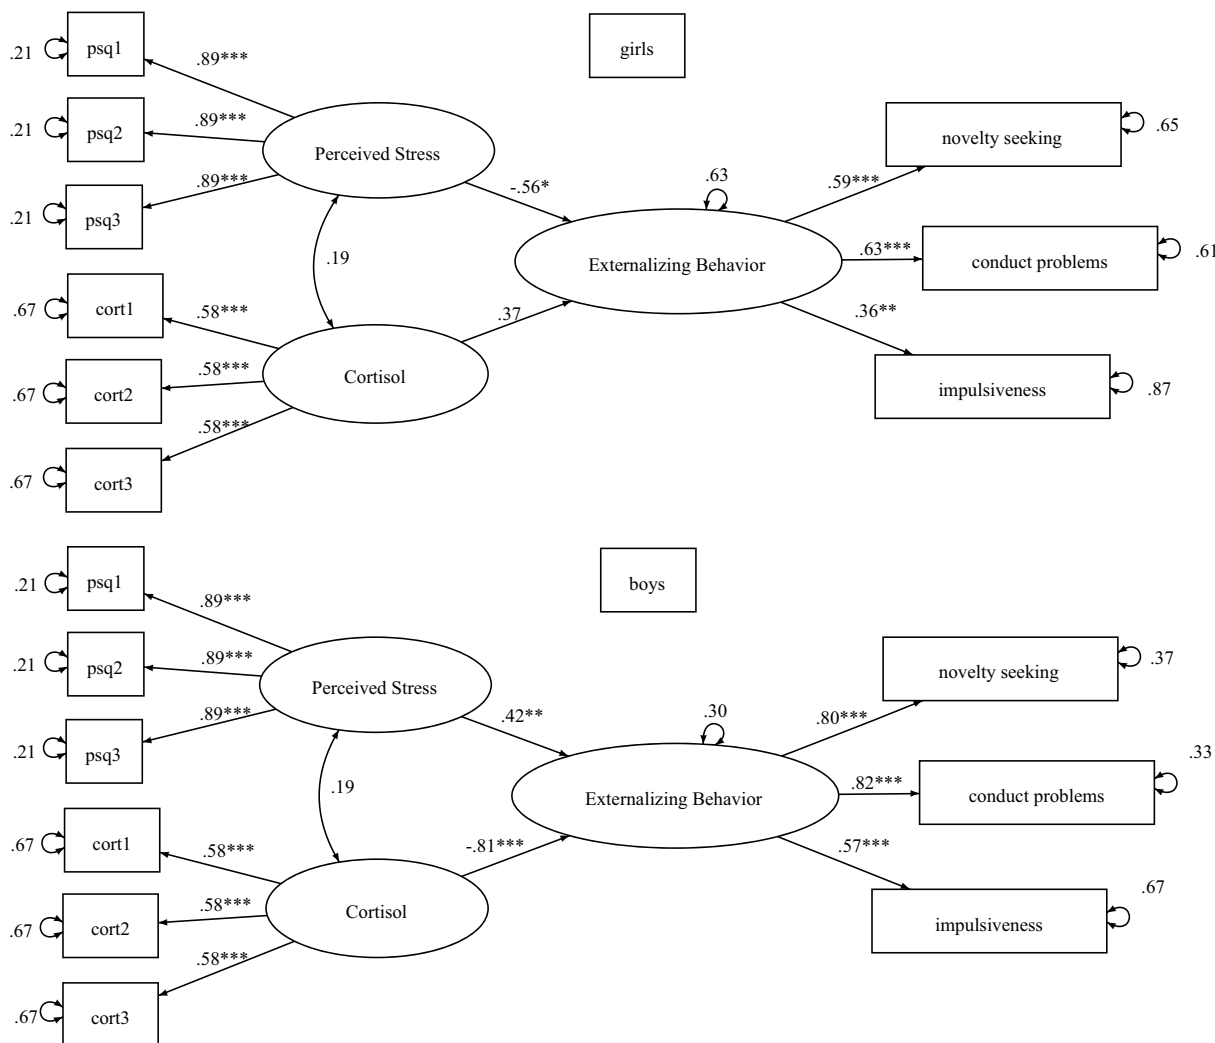 girls
.21
psq1
.89***
.21
psq2
.89***
.21
psq3
.89***
Perceived Stress
-.56*
.19
.67
cort1
.58***
.67
cort2
.58***
.67
cort3
.58***
Cortisol
.37
.63
Externalizing Behavior
.59***
novelty seeking
.65
.63***
conduct problems
.61
.36**
impulsiveness
.87
boys
.21
psq1
.89***
.21
psq2
.89***
.21
psq3
.89***
Perceived Stress
.42**
.19
.67
cort1
.58***
.67
cort2
.58***
.67
cort3
.58***
Cortisol
-.81***
.30
Externalizing Behavior
.80***
novelty seeking
.37
.82***
conduct problems
.33
.57***
impulsiveness
.67